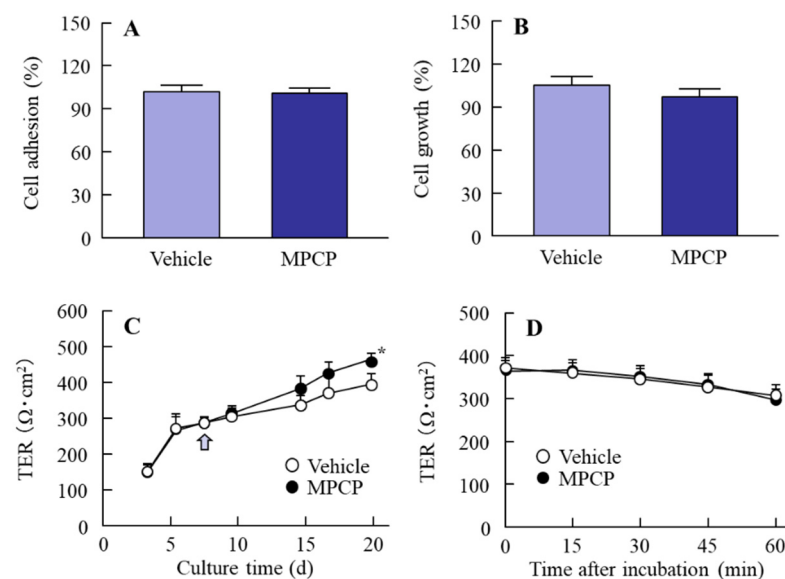 A
Cell adhesion (%)
150
120
90
60
30
0
Vehicle
MPCP
B
Cell growth (%)
150
120
90
60
30
0
Vehicle
MPCP
C
TER (Ω·cm²)
600
500
400
300
200
100
0
*
Vehicle
MPCP
0 5 10 15 20
Culture time (d)
D
TER (Ω·cm²)
500
400
300
200
100
0
Vehicle
MPCP
0 15 30 45 60
Time after incubation (min)